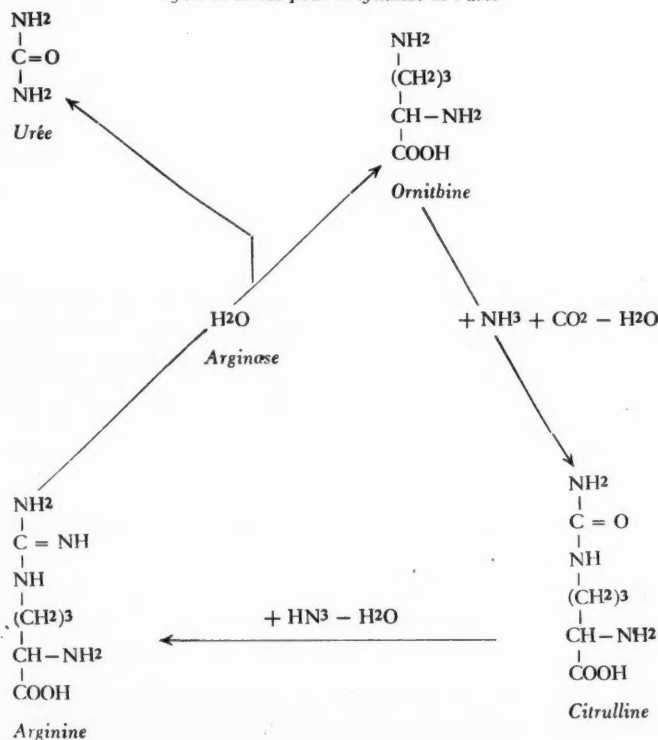 NH2
C=O
NH2
Urée
NH2
(CH2)3
CH–NH2
COOH
Ornithine
H2O
Arginase
+ NH3 + CO2 – H2O
NH2
C = NH
NH
(CH2)3
CH–NH2
COOH
Arginine
+ HN3 – H2O
NH2
C = O
NH
(CH2)3
CH–NH2
COOH
Citrulline